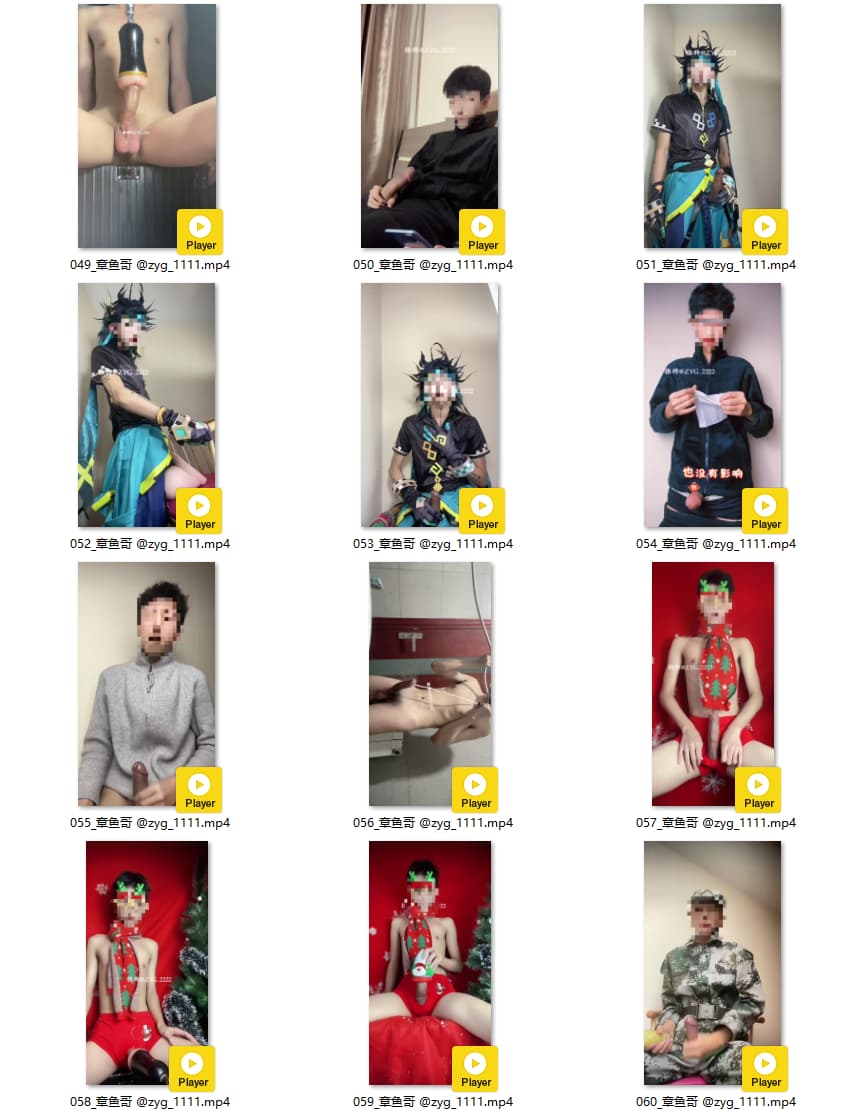 Player
Player
Player
049_章鱼哥 @zyg_1111.mp4
050_章鱼哥 @zyg_1111.mp4
051_章鱼哥 @zyg_1111.mp4
也没有影响
Player
Player
Player
052_章鱼哥 @zyg_1111.mp4
053_章鱼哥 @zyg_1111.mp4
054_章鱼哥 @zyg_1111.mp4
Player
Player
Player
055_章鱼哥 @zyg_1111.mp4
056_章鱼哥 @zyg_1111.mp4
057_章鱼哥 @zyg_1111.mp4
Player
Player
Player
058_章鱼哥 @zyg_1111.mp4
059_章鱼哥 @zyg_1111.mp4
060_章鱼哥 @zyg_1111.mp4